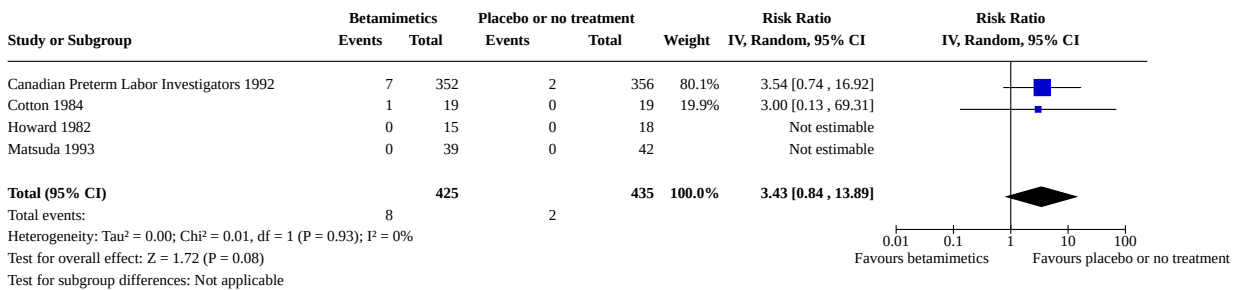 Betamimetics Placebo or no treatment Risk Ratio Risk Ratio
Study or Subgroup Events Total Events Total Weight IV, Random, 95% CI IV, Random, 95% CI
Canadian Preterm Labor Investigators 1992 7 352 2 356 80.1% 3.54 [0.74 , 16.92]
Cotton 1984 1 19 0 19 19.9% 3.00 [0.13 , 69.31]
Howard 1982 0 15 0 18 Not estimable
Matsuda 1993 0 39 0 42 Not estimable
Total (95% CI) 425 435 100.0% 3.43 [0.84 , 13.89]
Total events: 8 2
Heterogeneity: Tau² = 0.00; Chi² = 0.01, df = 1 (P = 0.93); I² = 0%
0.01 0.1 1 10 100
Test for overall effect: Z = 1.72 (P = 0.08) Favours betamimetics Favours placebo or no treatment
Test for subgroup differences: Not applicable